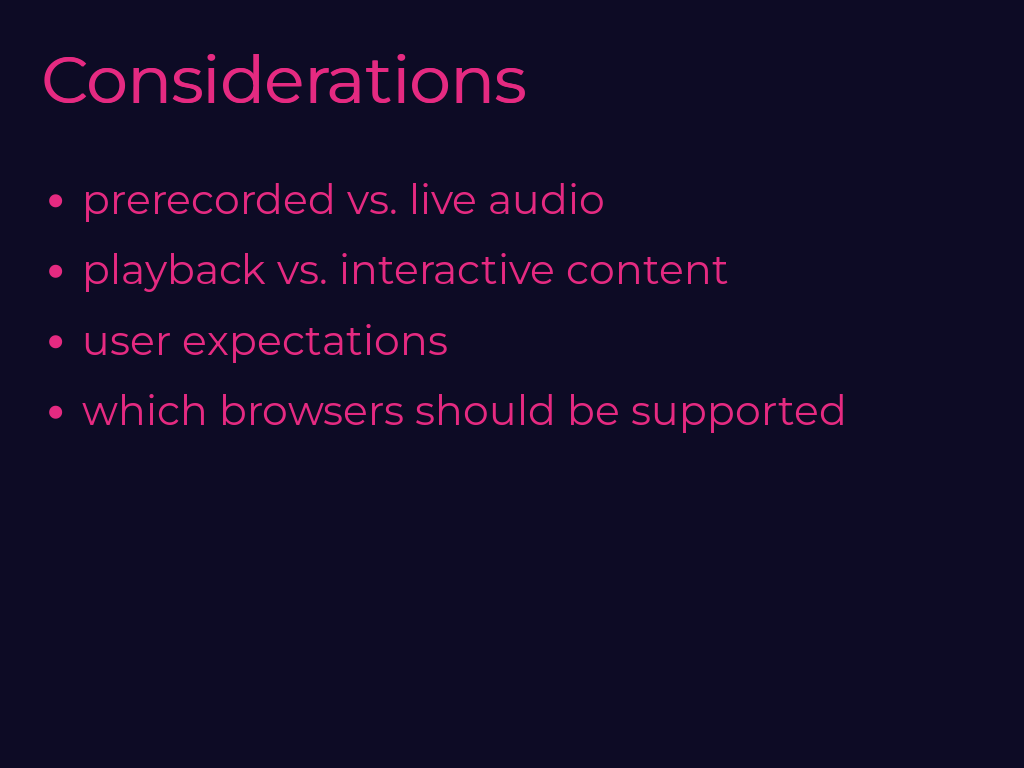 Considerations
• prerecorded vs. live audio
• playback vs. interactive content
• user expectations
• which browsers should be supported